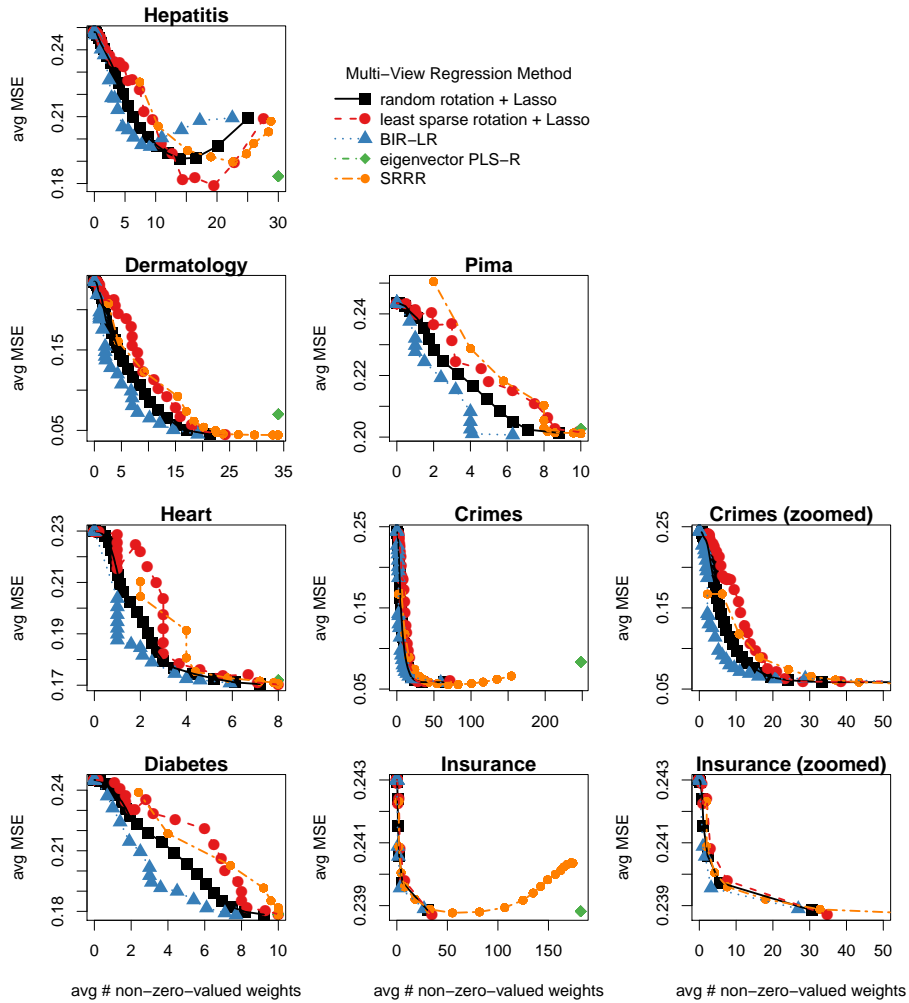 Hepatitis
avg MSE
0.24
0.21
0.18
0 5 10 15 20 25 30
Multi−View Regression Method
random rotation + Lasso
least sparse rotation + Lasso
BIR−LR
eigenvector PLS−R
SRRR
Dermatology
avg MSE
0.15
0.05
0 5 15 25 35
Pima
avg MSE
0.24
0.22
0.20
0 2 4 6 8 10
Heart
avg MSE
0.23
0.21
0.19
0.17
0 2 4 6 8
Crimes
avg MSE
0.25
0.15
0.05
0 50 100 200
Crimes (zoomed)
avg MSE
0.25
0.15
0.05
0 10 20 30 40 50
Diabetes
avg MSE
0.24
0.22
0.20
0.18
0 2 4 6 8 10
avg # non−zero−valued weights
Insurance
avg MSE
0.243
0.241
0.239
0 50 100 150
avg # non−zero−valued weights
Insurance (zoomed)
avg MSE
0.243
0.241
0.239
0 10 20 30 40 50
avg # non−zero−valued weights